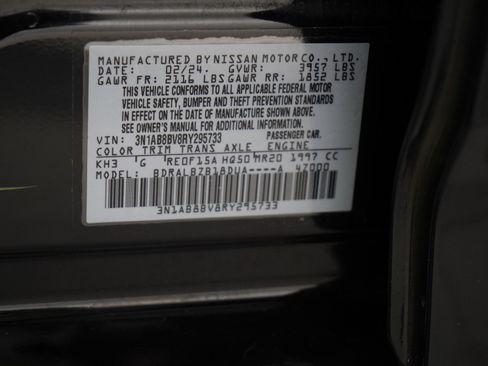 MANUFACTURED BY NISSAN MOTOR CO., LTD.
DATE: 02/24. GVWR: 3957 LBS
GAWR FR: 2116 LBS GAWR RR: 1852 LBS
THIS VEHICLE CONFORMS TO ALL APPLICABLE FEDERAL MOTOR
VEHICLE SAFETY, BUMPER AND THEFT PREVENTION STANDARDS
IN EFFECT ON THE DATE OF MANUFACTURE SHOWN ABOVE.
SEE OWNER'S MANUAL FOR ADDITIONAL INFORMATION.
VIN: 3N1AB8BV8RY295733 PASSENGER CAR.
COLOR TRIM TRANS AXLE ENGINE
KH3 G RE0F15A HQ50 MR20 1997 CC
MODEL: BDRALBZB18DUA----A 47000
3N1AB8BV8RY295733